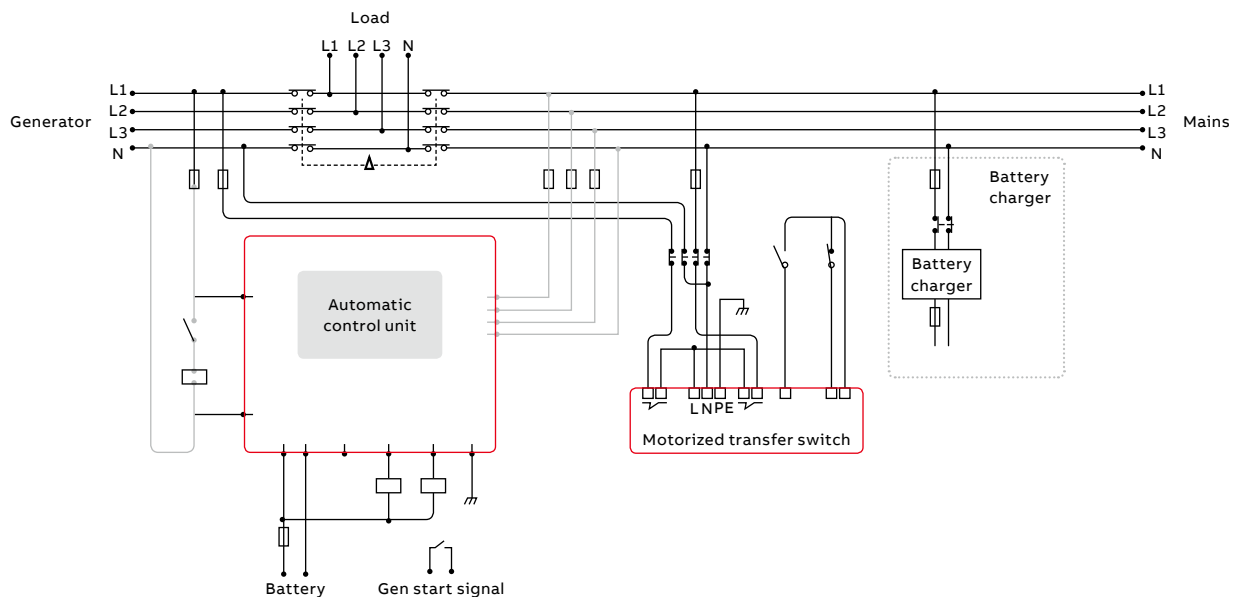 Load
L1 L2 L3 N
L1
L2
L3
N
Generator
L1
L2
L3
N
Mains
Battery
charger
Battery
charger
Automatic
control unit
L N PE
Motorized transfer switch
Battery
Gen start signal